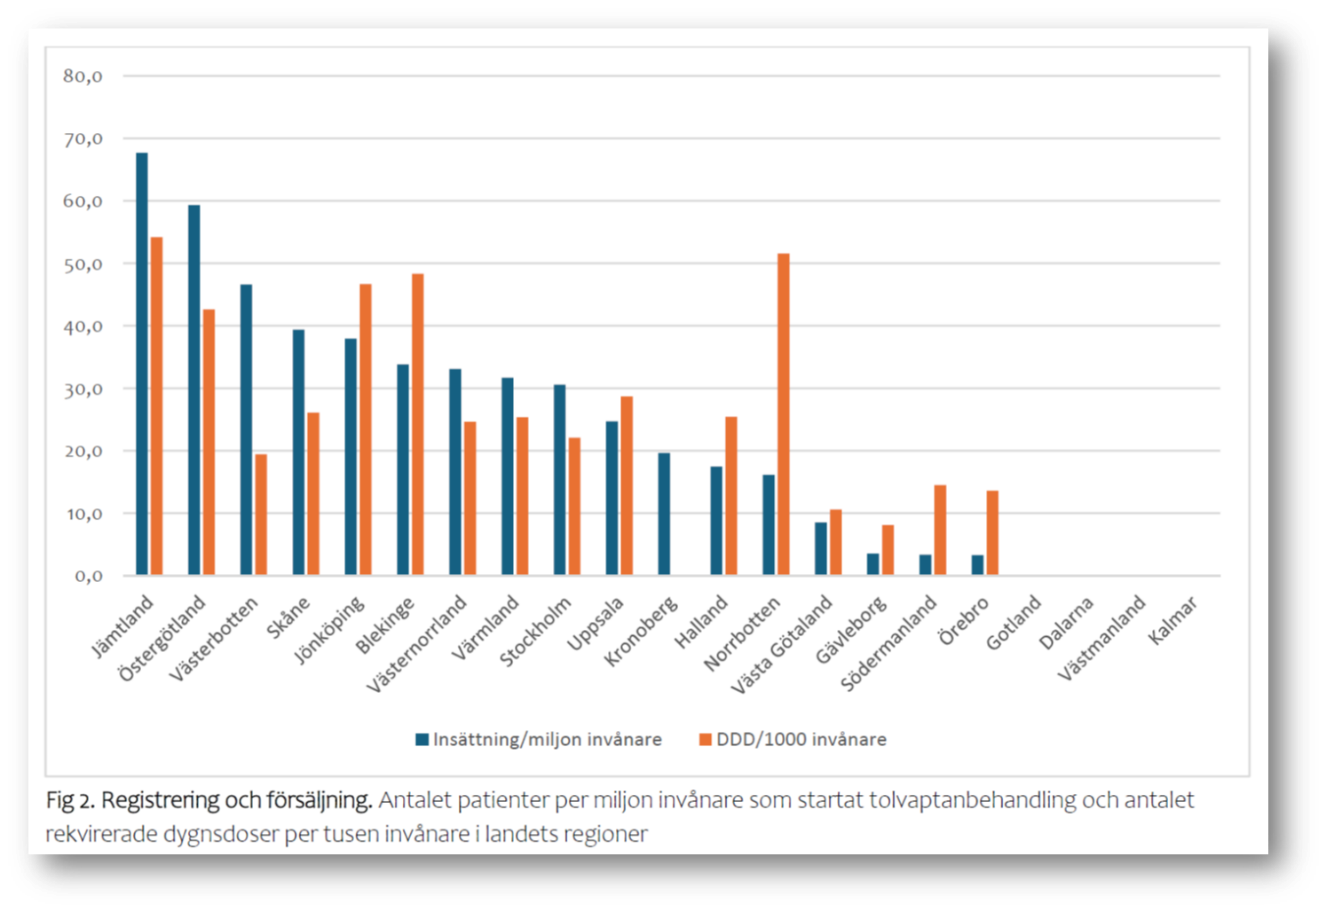 80,0
70,0
60,0
50,0
40,0
30,0
20,0
10,0
0,0
Jämtland
Östergötland
Västerbotten
Skåne
Jönköping
Blekinge
Västernorrland
Värmland
Stockholm
Uppsala
Kronoberg
Halland
Norrbotten
Västa Götaland
Gävleborg
Södermanland
Örebro
Gotland
Dalarna
Västmanland
Kalmar
Insättning/miljon invånare
DDD/1000 invånare
Fig 2. Registrering och försäljning. Antalet patienter per miljon invånare som startat tolvaptanbehandling och antalet
rekvirerade dygnsdoser per tusen invånare i landets regioner